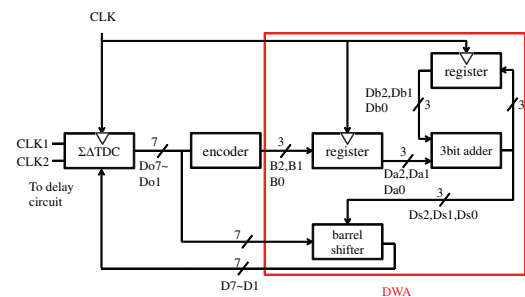 CLK
register
Db2,Db1
Db0
3
3
CLK1
CLK2
ΣΔTDC
7
Do7~
Do1
encoder
3
B2,B1
B0
register
3
Da2,Da1
Da0
3bit adder
To delay
circuit
3
Ds2,Ds1,Ds0
7
barrel
shifter
7
D7~D1
DWA